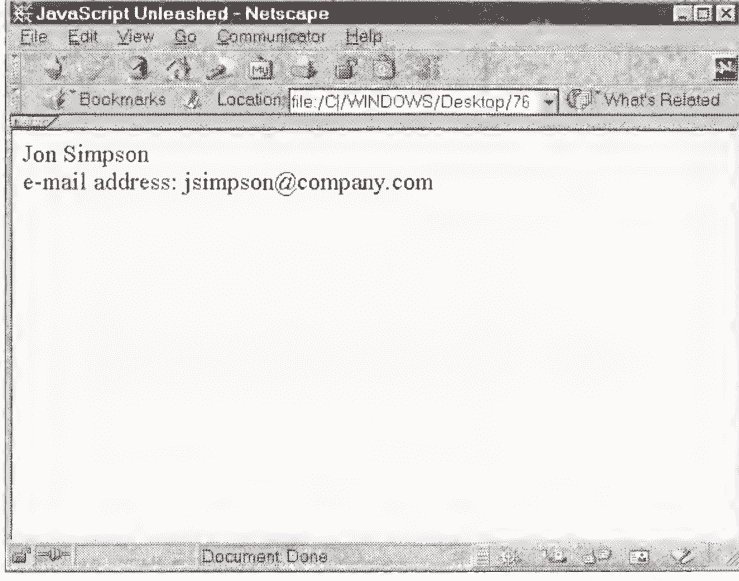 JavaScript Unleashed - Netscape
File Edit View Go Communicator Help
My
N
Bookmarks Location: file:/C|/WINDOWS/Desktop/76 What's Related
Jon Simpson
e-mail address: jsimpson@company.com
Document: Done